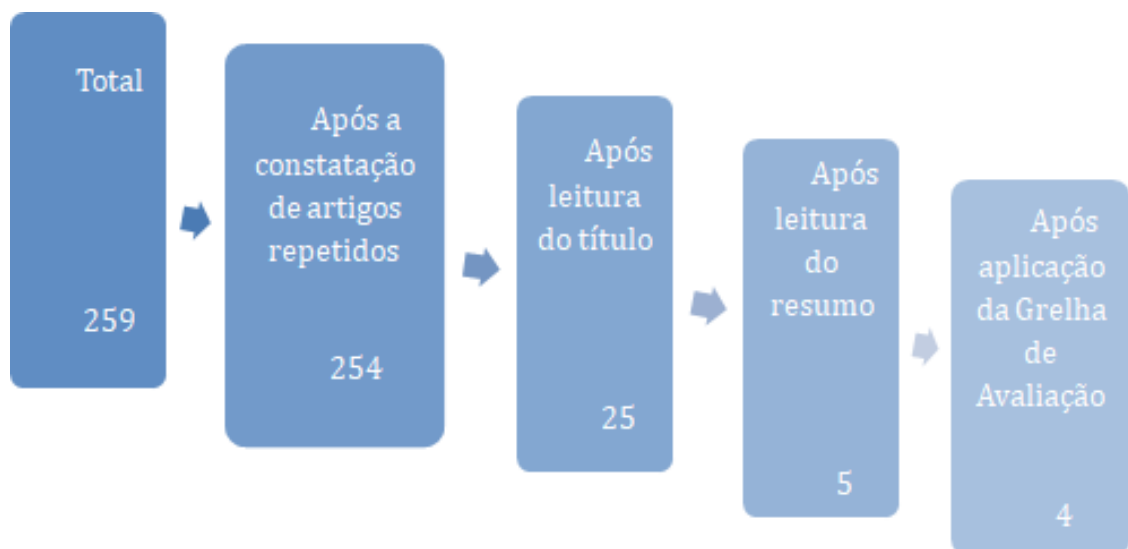 Total
259
Após a
constatação
de artigos
repetidos
254
Após
leitura
do título
25
Após
leitura
do
resumo
5
Após
aplicação
da Grelha
de
Avaliação
4